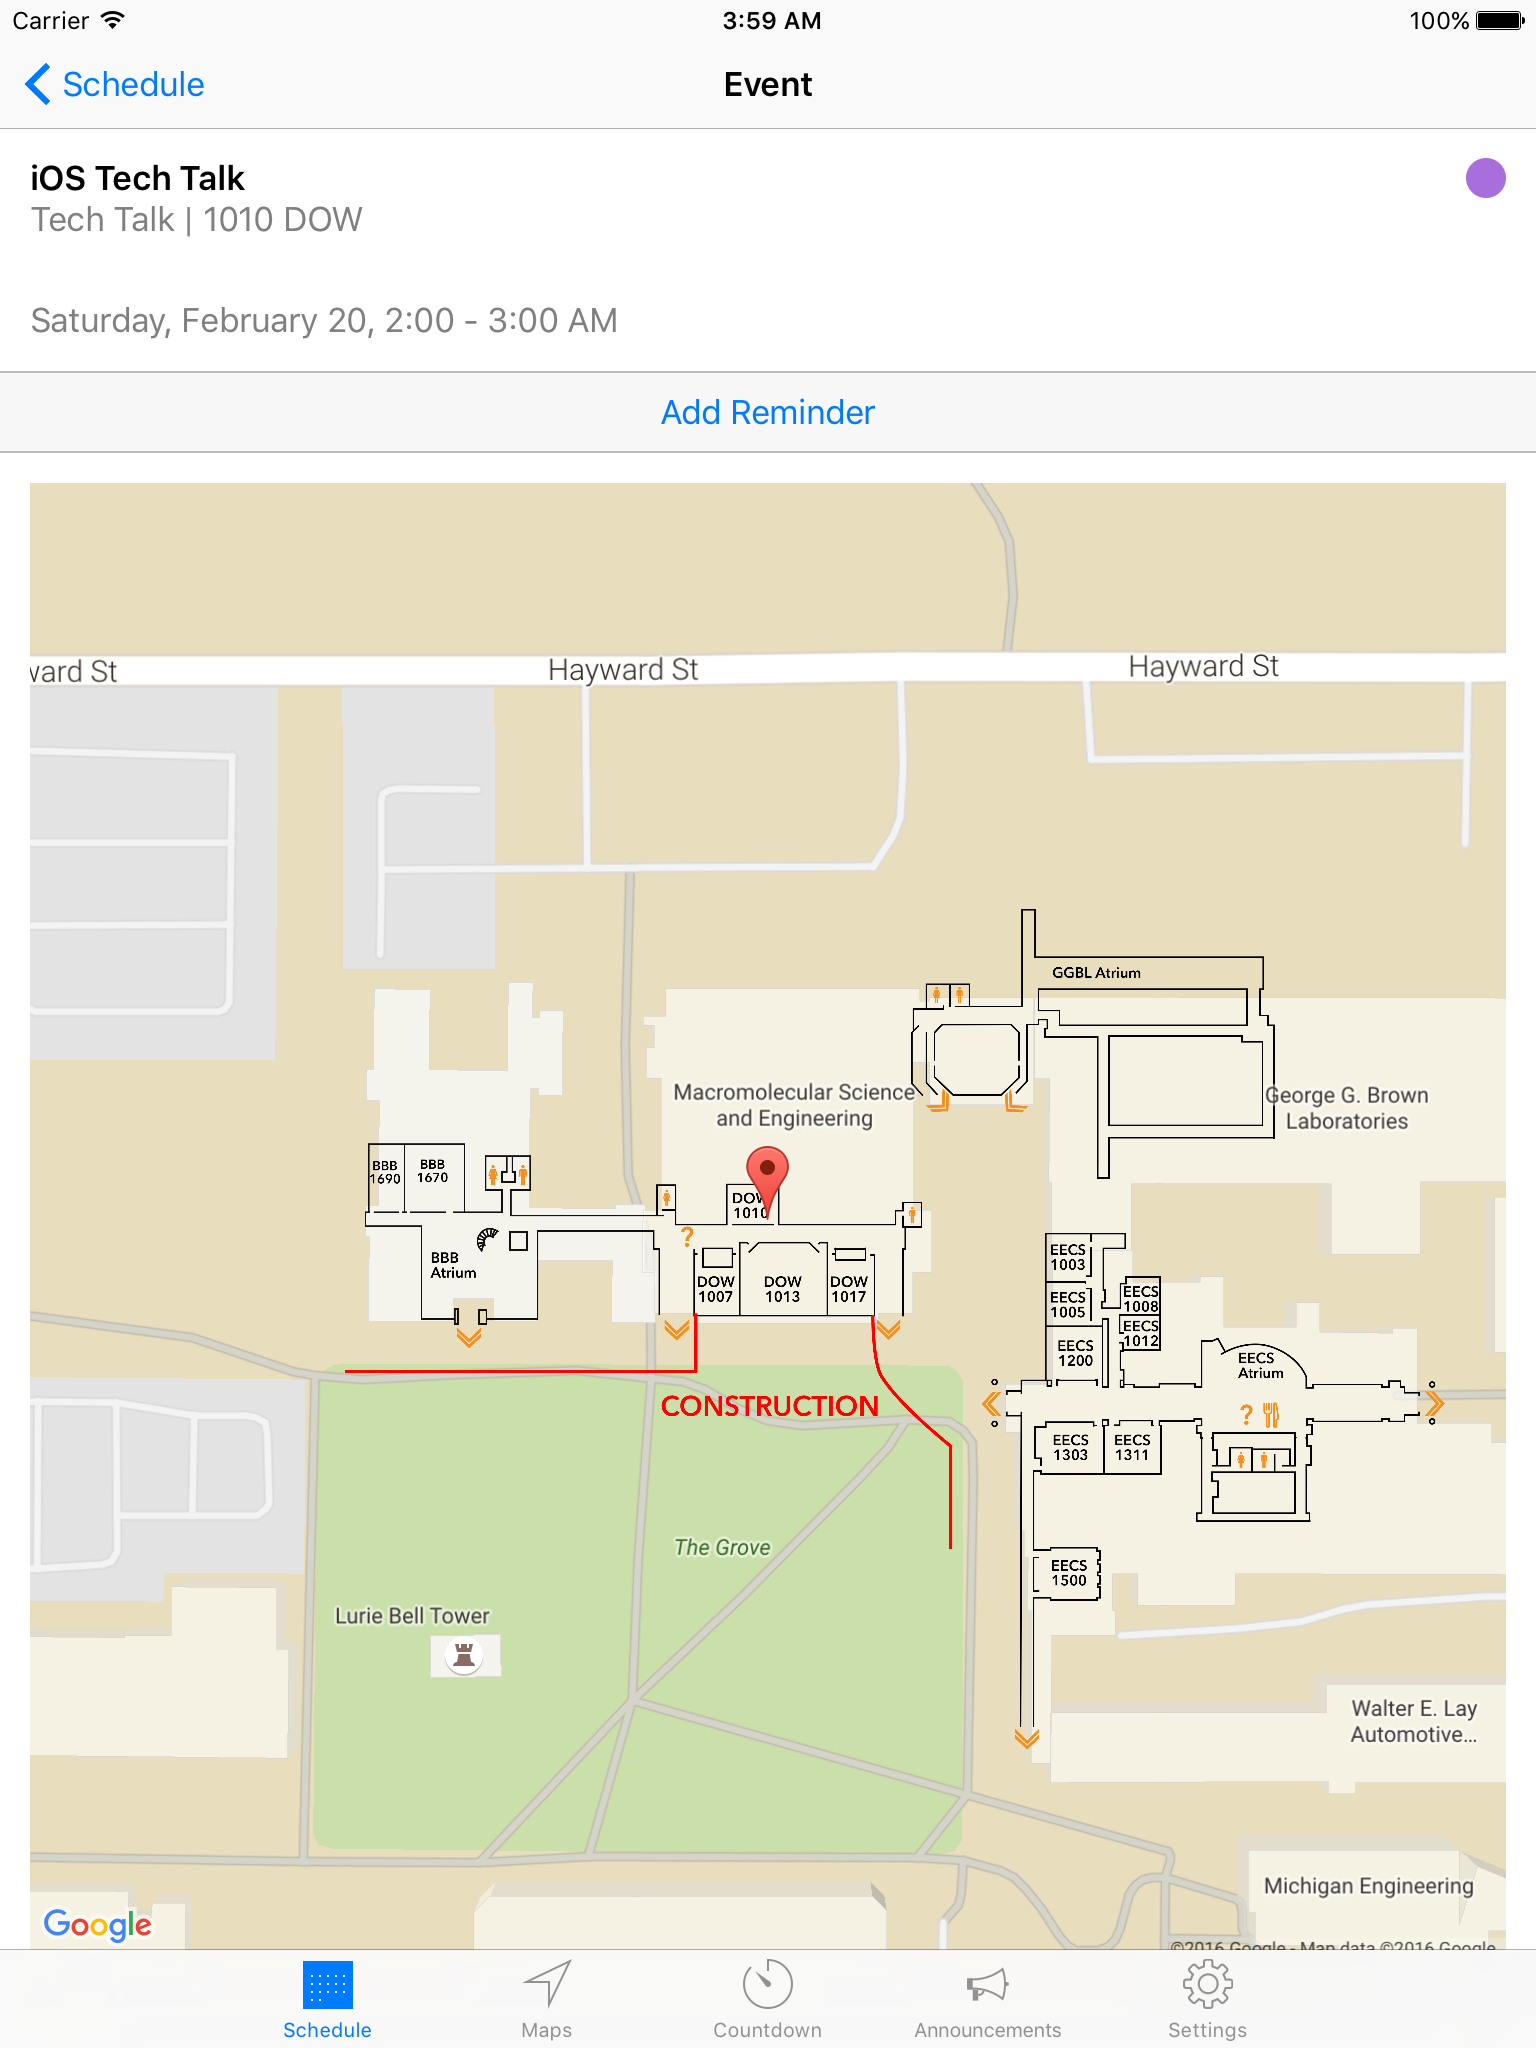 Carrier 3:59 AM 100%
Schedule Event
iOS Tech Talk
Tech Talk | 1010 DOW
Saturday, February 20, 2:00 - 3:00 AM
Add Reminder
ward St Hayward St Hayward St
GGBL Atrium
Macromolecular Science
and Engineering
George G. Brown
Laboratories
BBB
1690
BBB
1670
DOW
1010
?
BBB
Atrium
DOW
1007
DOW
1013
DOW
1017
EECS
1003
EECS
1005
EECS
1008
EECS
1012
EECS
1200
EECS
Atrium
?
CONSTRUCTION
EECS
1303
EECS
1311
The Grove
EECS
1500
Lurie Bell Tower
Walter E. Lay
Automotive...
Michigan Engineering
Google
©2016 Google - Map data ©2016 Google
Schedule Maps Countdown Announcements Settings